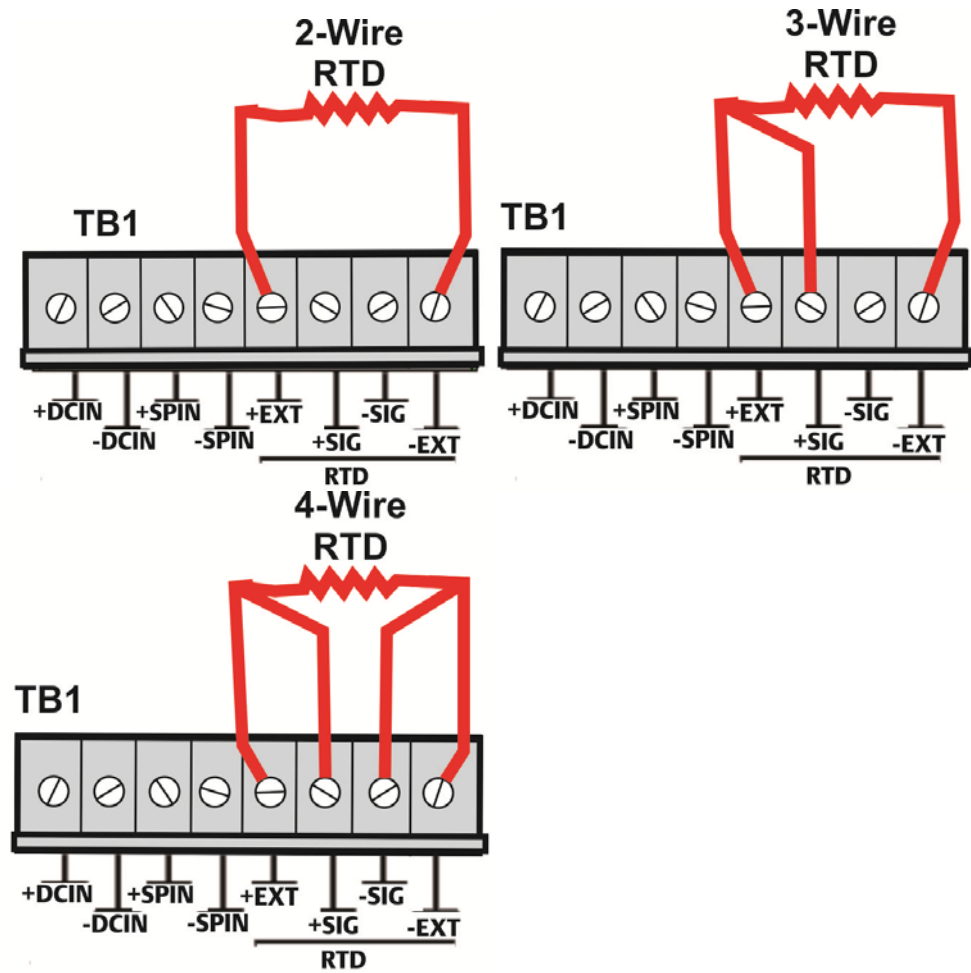 2-Wire
RTD
TB1
+DCIN
-DCIN
+SPIN
-SPIN
+EXT
+SIG
-SIG
-EXT
RTD
3-Wire
RTD
TB1
+DCIN
-DCIN
+SPIN
-SPIN
+EXT
+SIG
-SIG
-EXT
RTD
4-Wire
RTD
TB1
+DCIN
-DCIN
+SPIN
-SPIN
+EXT
+SIG
-SIG
-EXT
RTD